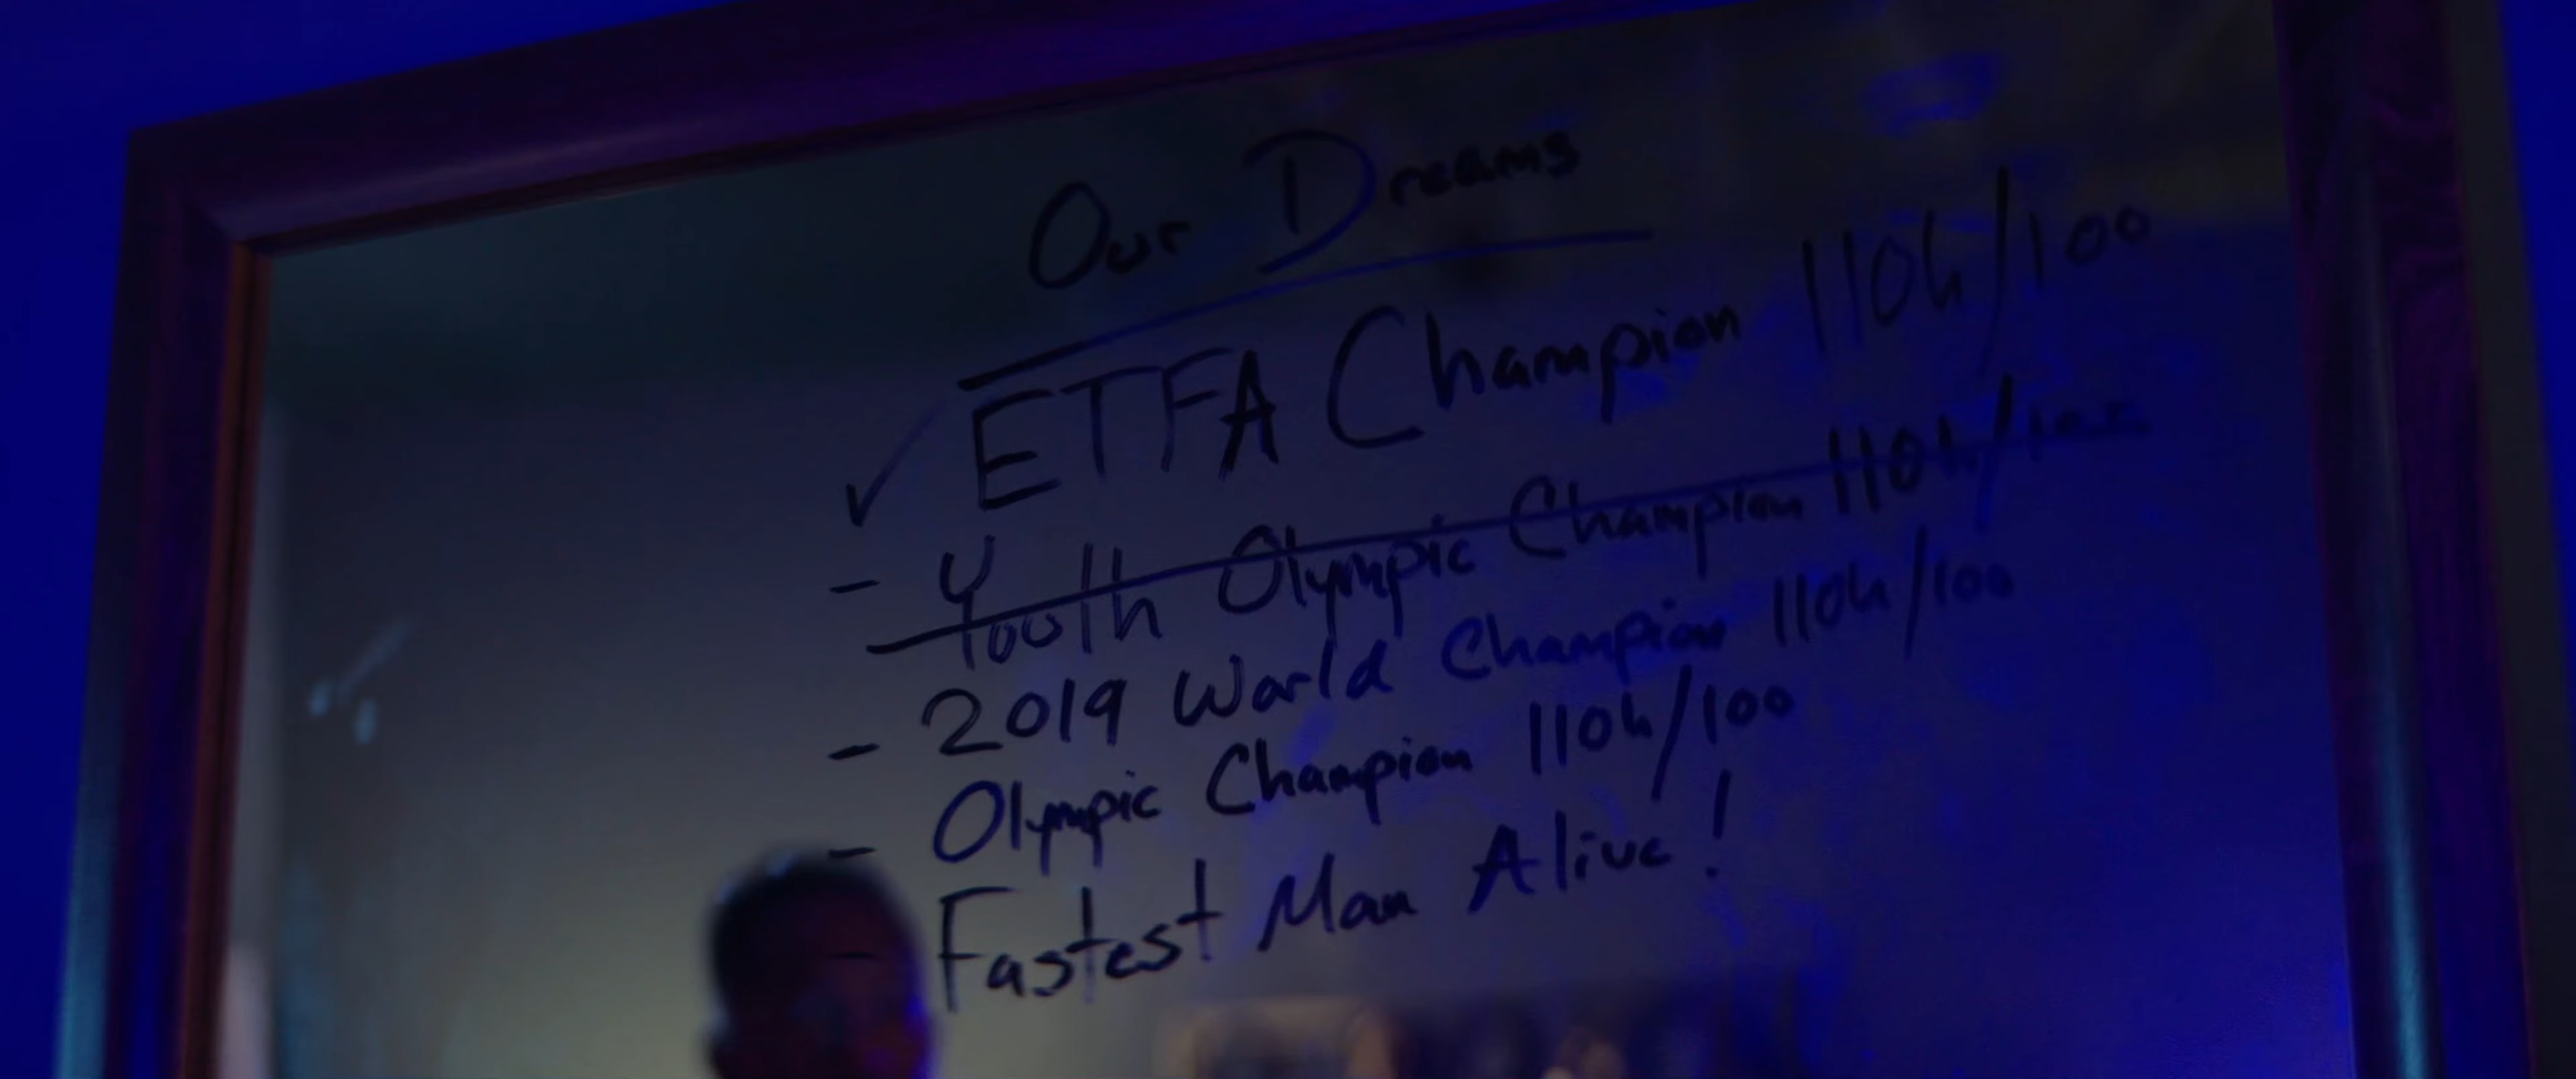 Our Dreams
✓ ETFA Champion 110h/100
- Youth Olympic Champion 110h/100
- 2019 World Champion 110h/100
- Olympic Champion 110h/100
- Fastest Man Alive!